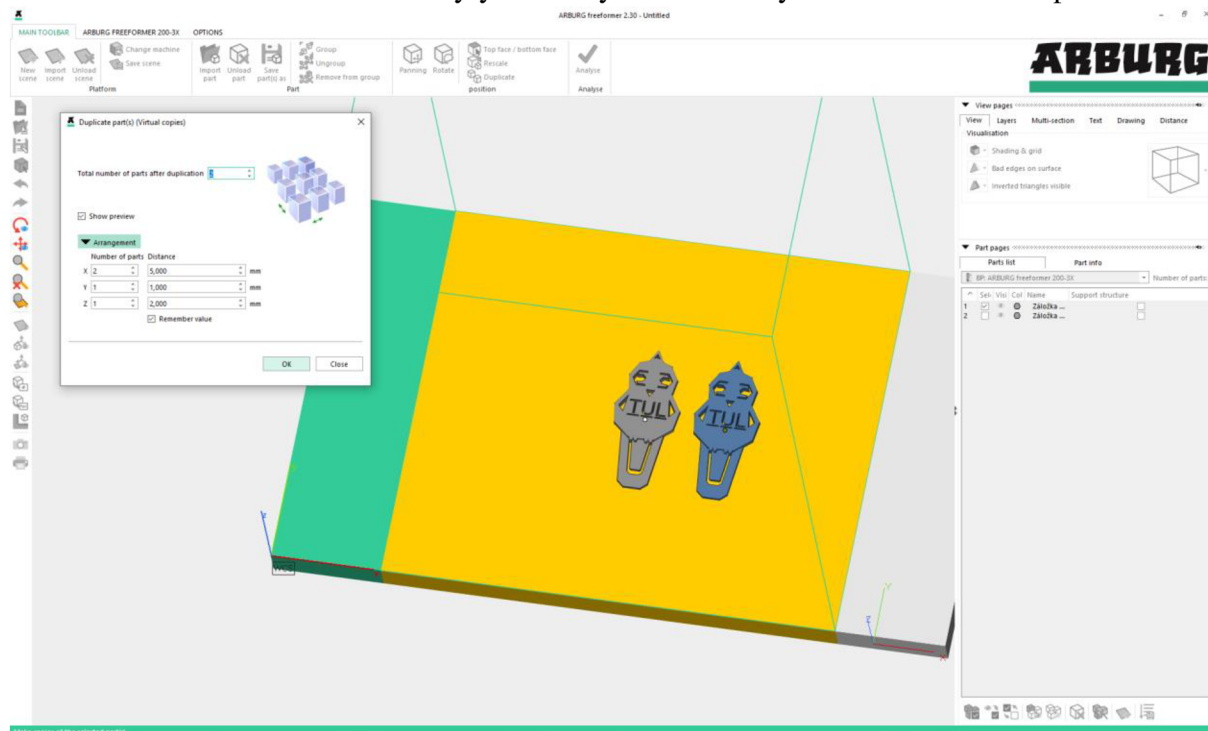 ARBURG freeformer 2.30 - Untitled
MAIN TOOLBAR ARBURG FREEFORMER 200-3X OPTIONS
New scene
Import scene
Unload scene
Change machine
Save scene
Platform
Import part
Unload part
Save part(s) as
Group
Ungroup
Remove from group
Part
Panning
Rotate
Top face / bottom face
Rescale
Duplicate
position
Analyse
Analyse
ARBURG
Duplicate part(s) (Virtual copies)
Total number of parts after duplication 2
Show preview
Arrangement
Number of parts Distance
X 2 5,000 mm
Y 1 1,000 mm
Z 1 2,000 mm
Remember value
OK Close
TUL TUL
WCS
Z
X
Y
Z
X
View pages
View Layers Multi-section Text Drawing Distance
Visualisation
Shading & grid
Bad edges on surface
Inverted triangles visible
Part pages
Parts list Part info
BP: ARBURG freeformer 200-3X Number of parts:
Sel Visi Col Name Support structure
1 Záložka ...
2 Záložka ...